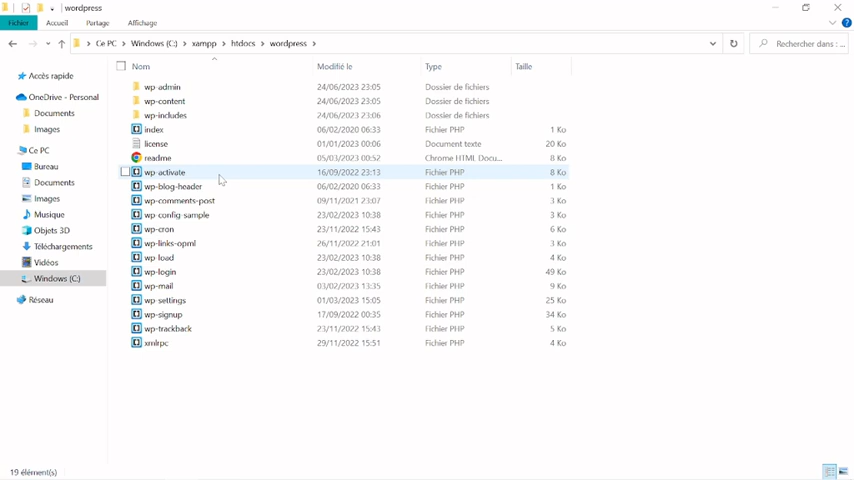 wordpress
Fichier Accueil Partage Affichage
Ce PC > Windows (C:) > xampp > htdocs > wordpress >
Rechercher dans : ...
Nom Modifié le Type Taille
Accès rapide
OneDrive - Personal
Documents
Images
Ce PC
Bureau
Documents
Images
Musique
Objets 3D
Téléchargements
Vidéos
Windows (C:)
Réseau
wp-admin 24/06/2023 23:05 Dossier de fichiers
wp-content 24/06/2023 23:05 Dossier de fichiers
wp-includes 24/06/2023 23:06 Dossier de fichiers
index 06/02/2020 06:33 Fichier PHP 1 Ko
license 01/01/2023 00:06 Document texte 20 Ko
readme 05/03/2023 00:52 Chrome HTML Docu... 8 Ko
wp-activate 16/09/2022 23:13 Fichier PHP 8 Ko
wp-blog-header 06/02/2020 06:33 Fichier PHP 1 Ko
wp-comments-post 09/11/2021 23:07 Fichier PHP 3 Ko
wp-config-sample 23/02/2023 10:38 Fichier PHP 3 Ko
wp-cron 23/11/2022 15:43 Fichier PHP 6 Ko
wp-links-opml 26/11/2022 21:01 Fichier PHP 3 Ko
wp-load 23/02/2023 10:38 Fichier PHP 4 Ko
wp-login 23/02/2023 10:38 Fichier PHP 49 Ko
wp-mail 03/02/2023 13:35 Fichier PHP 9 Ko
wp-settings 01/03/2023 15:05 Fichier PHP 25 Ko
wp-signup 17/09/2022 00:35 Fichier PHP 34 Ko
wp-trackback 23/11/2022 15:43 Fichier PHP 5 Ko
xmlrpc 29/11/2022 15:51 Fichier PHP 4 Ko
19 élément(s)